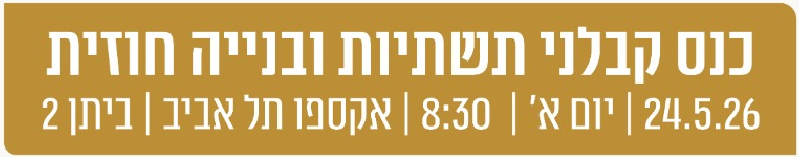 כנס קבלני תשתיות ובנייה חוזית
24.5.26 | יום א' | 8:30 | אקספו תל אביב | ביתן 2